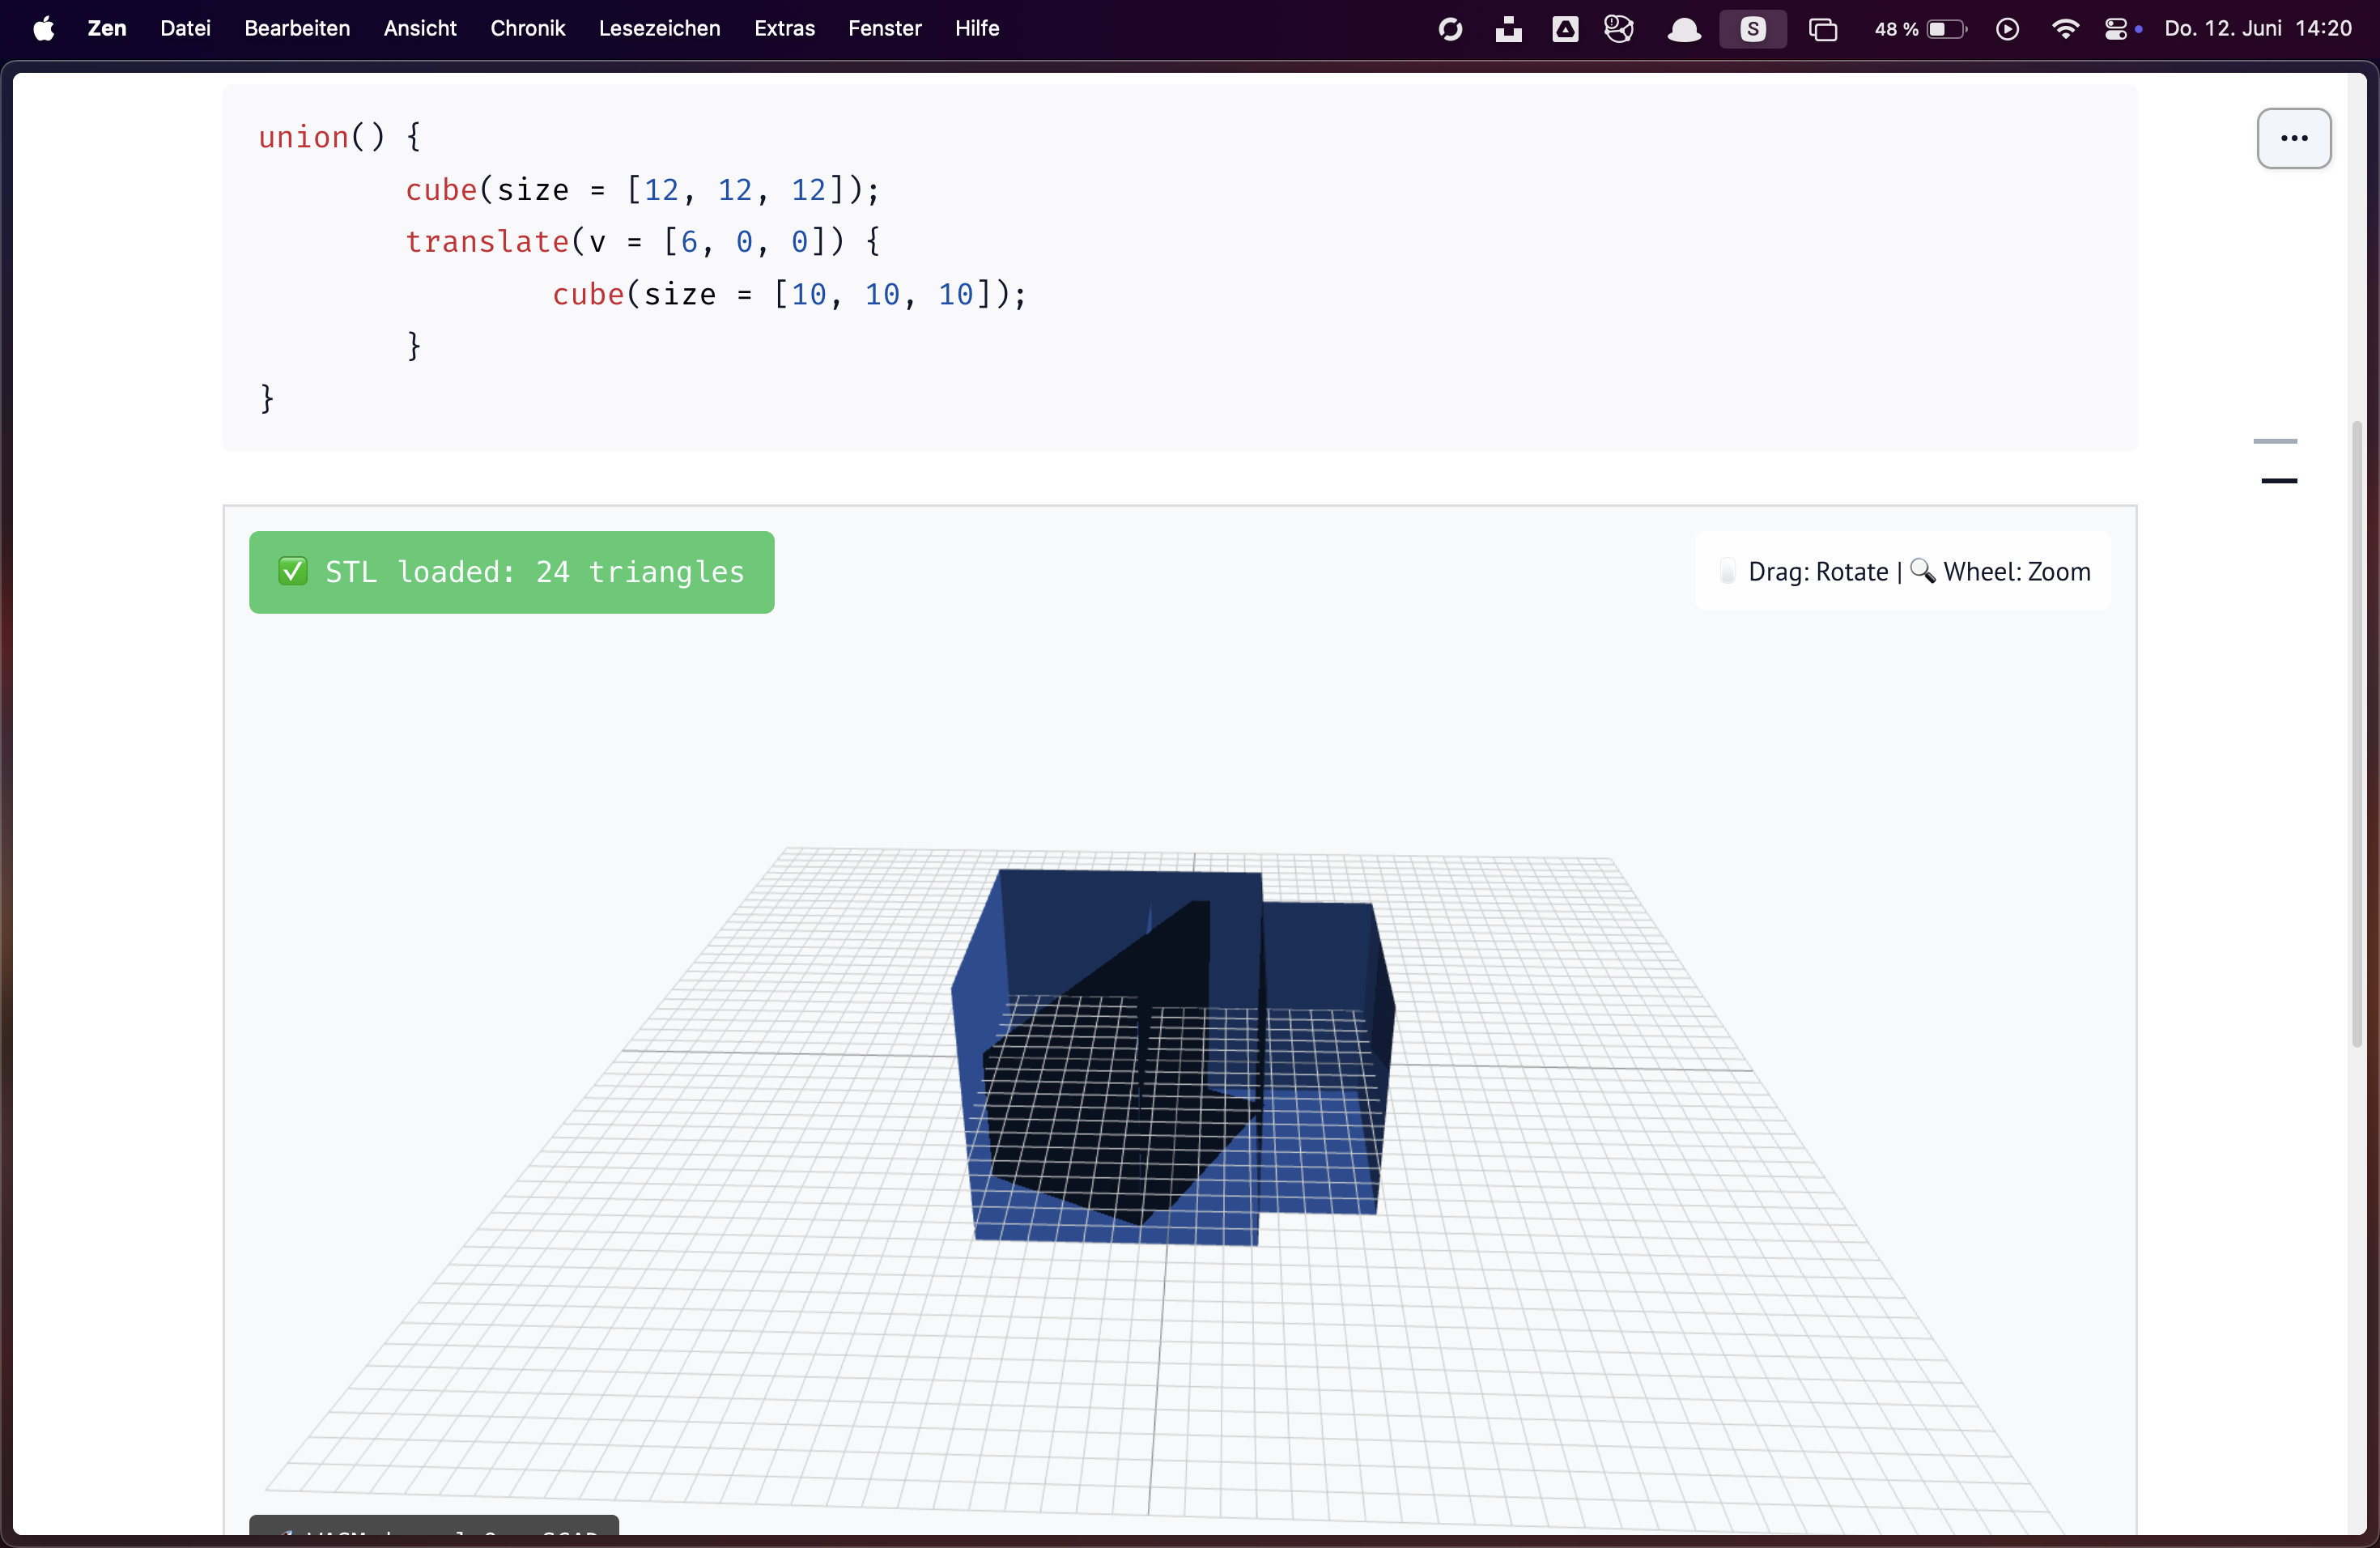 Zen Datei Bearbeiten Ansicht Chronik Lesezeichen Extras Fenster Hilfe S 48 % Do. 12. Juni 14:20
union() {
cube(size = [12, 12, 12]);
translate(v = [6, 0, 0]) {
cube(size = [10, 10, 10]);
}
}
✅ STL loaded: 24 triangles
Drag: Rotate | 🔍 Wheel: Zoom